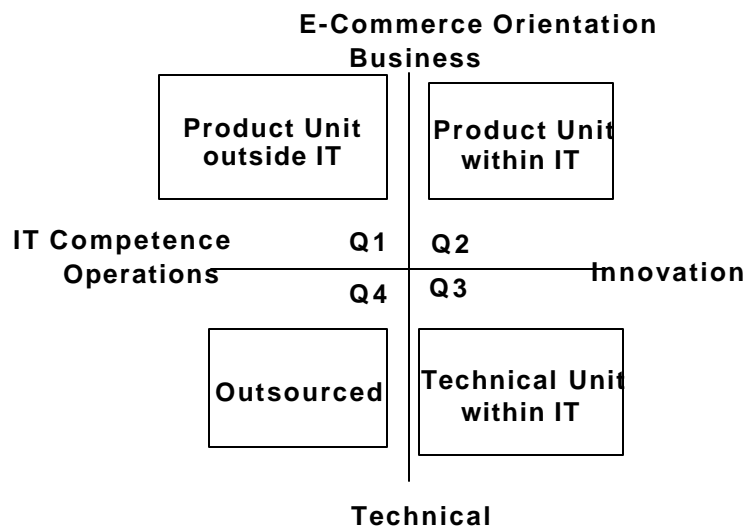 E-Commerce Orientation
Business
Product Unit
outside IT
Product Unit
within IT
IT Competence
Operations
Q1
Q2
Innovation
Q4
Q3
Outsourced
Technical Unit
within IT
Technical